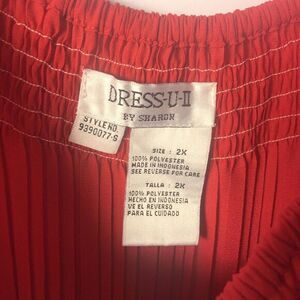 DRESS-U-II
BY SHARON
STYLE NO.
9390077-S
SIZE : 2X
100% POLYESTER
MADE IN INDONESIA
SEE REVERSE FOR CARE
TALLA : 2X
100% POLYESTER
HECHO EN INDONESIA
VE EL REVERSO
PARA EL CUIDADO